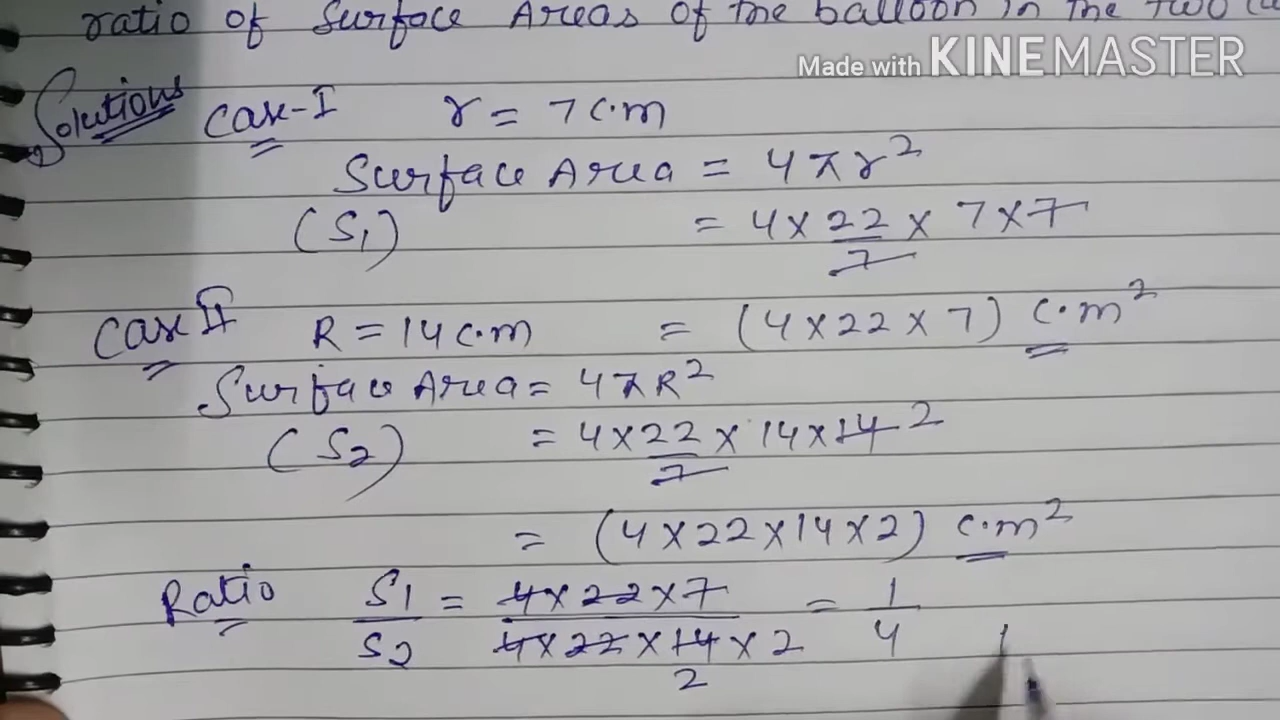 ratio of Surface Areas of the balloon in the two
Made with KINEMASTER
Solutions Case-I r = 7 c.m
Surface Area = 4πr²
(S1) = 4 × 22/7 × 7 × 7
Case II R = 14 c.m = (4×22×7) c.m²
Surface Area = 4πR²
(S2) = 4×22/7 × 14×14 2
= (4×22×14×2) c.m²
Ratio S1/S2 = 4×22×7/4×22×14×2 = 1/4
2